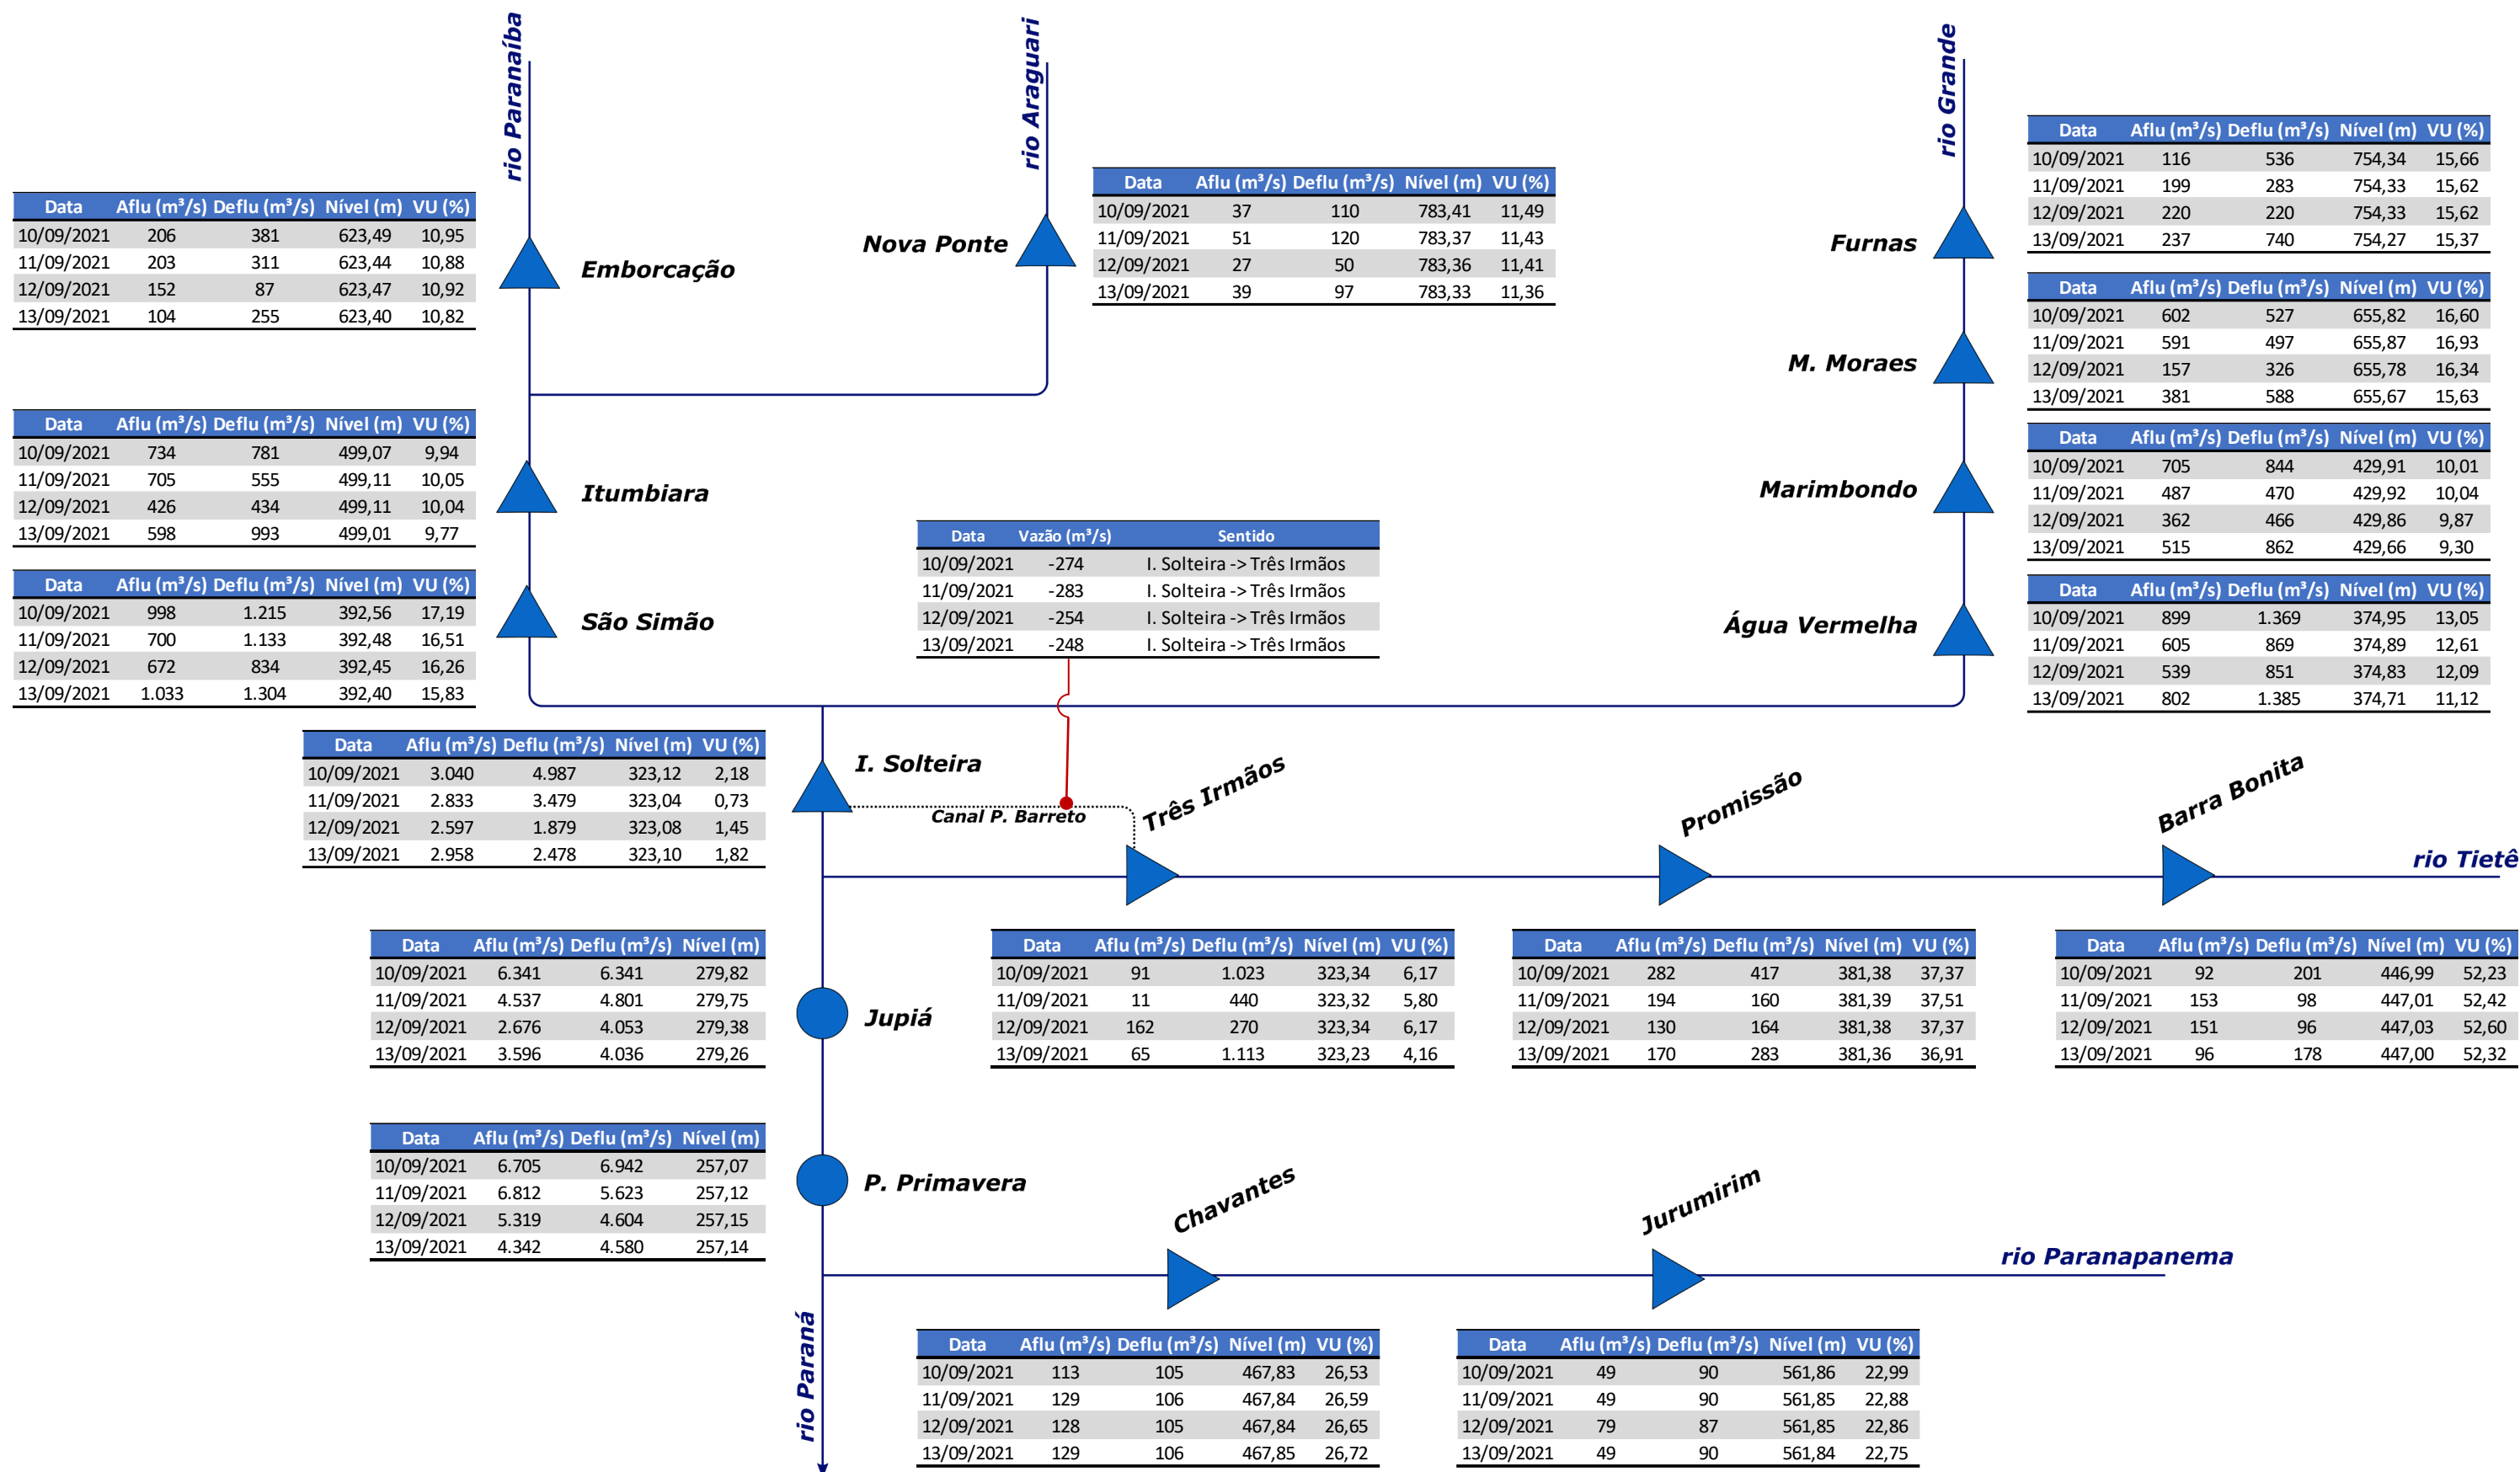 rio Paranaíba
rio Araguari
rio Grande
Data Aflu (m³/s) Deflu (m³/s) Nível (m) VU (%)
10/09/2021 206 381 623,49 10,95
11/09/2021 203 311 623,44 10,88
12/09/2021 152 87 623,47 10,92
13/09/2021 104 255 623,40 10,82
Emborcação
Nova Ponte
Data Aflu (m³/s) Deflu (m³/s) Nível (m) VU (%)
10/09/2021 37 110 783,41 11,49
11/09/2021 51 120 783,37 11,43
12/09/2021 27 50 783,36 11,41
13/09/2021 39 97 783,33 11,36
Furnas
Data Aflu (m³/s) Deflu (m³/s) Nível (m) VU (%)
10/09/2021 116 536 754,34 15,66
11/09/2021 199 283 754,33 15,62
12/09/2021 220 220 754,33 15,62
13/09/2021 237 740 754,27 15,37
M. Moraes
Data Aflu (m³/s) Deflu (m³/s) Nível (m) VU (%)
10/09/2021 602 527 655,82 16,60
11/09/2021 591 497 655,87 16,93
12/09/2021 157 326 655,78 16,34
13/09/2021 381 588 655,67 15,63
Data Aflu (m³/s) Deflu (m³/s) Nível (m) VU (%)
10/09/2021 734 781 499,07 9,94
11/09/2021 705 555 499,11 10,05
12/09/2021 426 434 499,11 10,04
13/09/2021 598 993 499,01 9,77
Itumbiara
Marimbondo
Data Aflu (m³/s) Deflu (m³/s) Nível (m) VU (%)
10/09/2021 705 844 429,91 10,01
11/09/2021 487 470 429,92 10,04
12/09/2021 362 466 429,86 9,87
13/09/2021 515 862 429,66 9,30
Data Aflu (m³/s) Deflu (m³/s) Nível (m) VU (%)
10/09/2021 998 1.215 392,56 17,19
11/09/2021 700 1.133 392,48 16,51
12/09/2021 672 834 392,45 16,26
13/09/2021 1.033 1.304 392,40 15,83
São Simão
Data Vazão (m³/s) Sentido
10/09/2021 -274 I. Solteira -> Três Irmãos
11/09/2021 -283 I. Solteira -> Três Irmãos
12/09/2021 -254 I. Solteira -> Três Irmãos
13/09/2021 -248 I. Solteira -> Três Irmãos
Água Vermelha
Data Aflu (m³/s) Deflu (m³/s) Nível (m) VU (%)
10/09/2021 899 1.369 374,95 13,05
11/09/2021 605 869 374,89 12,61
12/09/2021 539 851 374,83 12,09
13/09/2021 802 1.385 374,71 11,12
Data Aflu (m³/s) Deflu (m³/s) Nível (m) VU (%)
10/09/2021 3.040 4.987 323,12 2,18
11/09/2021 2.833 3.479 323,04 0,73
12/09/2021 2.597 1.879 323,08 1,45
13/09/2021 2.958 2.478 323,10 1,82
I. Solteira
Canal P. Barreto
Três Irmãos
Promissão
Barra Bonita
rio Tietê
Data Aflu (m³/s) Deflu (m³/s) Nível (m)
10/09/2021 6.341 6.341 279,82
11/09/2021 4.537 4.801 279,75
12/09/2021 2.676 4.053 279,38
13/09/2021 3.596 4.036 279,26
Jupiá
Data Aflu (m³/s) Deflu (m³/s) Nível (m) VU (%)
10/09/2021 91 1.023 323,34 6,17
11/09/2021 11 440 323,32 5,80
12/09/2021 162 270 323,34 6,17
13/09/2021 65 1.113 323,23 4,16
Data Aflu (m³/s) Deflu (m³/s) Nível (m) VU (%)
10/09/2021 282 417 381,38 37,37
11/09/2021 194 160 381,39 37,51
12/09/2021 130 164 381,38 37,37
13/09/2021 170 283 381,36 36,91
Data Aflu (m³/s) Deflu (m³/s) Nível (m) VU (%)
10/09/2021 92 201 446,99 52,23
11/09/2021 153 98 447,01 52,42
12/09/2021 151 96 447,03 52,60
13/09/2021 96 178 447,00 52,32
Data Aflu (m³/s) Deflu (m³/s) Nível (m)
10/09/2021 6.705 6.942 257,07
11/09/2021 6.812 5.623 257,12
12/09/2021 5.319 4.604 257,15
13/09/2021 4.342 4.580 257,14
P. Primavera
Chavantes
Jurumirim
rio Paranapanema
rio Paraná
Data Aflu (m³/s) Deflu (m³/s) Nível (m) VU (%)
10/09/2021 113 105 467,83 26,53
11/09/2021 129 106 467,84 26,59
12/09/2021 128 105 467,84 26,65
13/09/2021 129 106 467,85 26,72
Data Aflu (m³/s) Deflu (m³/s) Nível (m) VU (%)
10/09/2021 49 90 561,86 22,99
11/09/2021 49 90 561,85 22,88
12/09/2021 79 87 561,85 22,86
13/09/2021 49 90 561,84 22,75